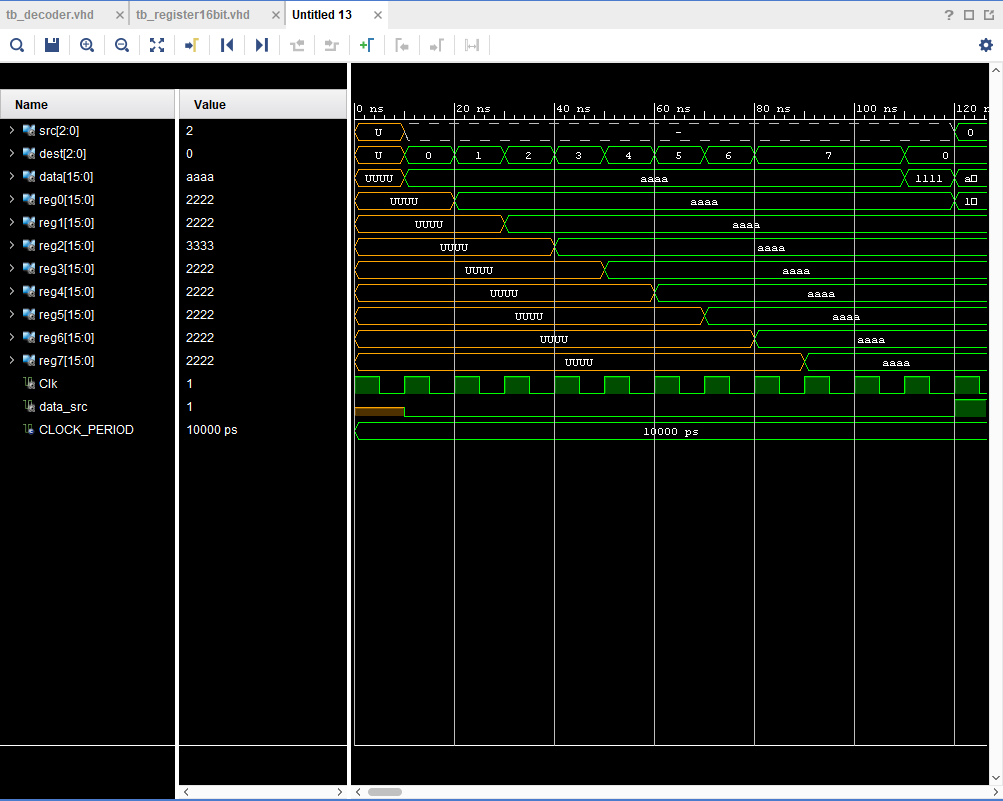 tb_decoder.vhd × tb_register16bit.vhd × Untitled 13 ×
?
Name Value
0 ns 20 ns 40 ns 60 ns 80 ns 100 ns 120 n
src[2:0] 2 U - 0
dest[2:0] 0 U 0 1 2 3 4 5 6 7 0
data[15:0] aaaa UUUU aaaa 1111 a
reg0[15:0] 2222 UUUU aaaa 1
reg1[15:0] 2222 UUUU aaaa
reg2[15:0] 3333 UUUU aaaa
reg3[15:0] 2222 UUUU aaaa
reg4[15:0] 2222 UUUU aaaa
reg5[15:0] 2222 UUUU aaaa
reg6[15:0] 2222 UUUU aaaa
reg7[15:0] 2222 UUUU aaaa
Clk 1
data_src 1
CLOCK_PERIOD 10000 ps 10000 ps